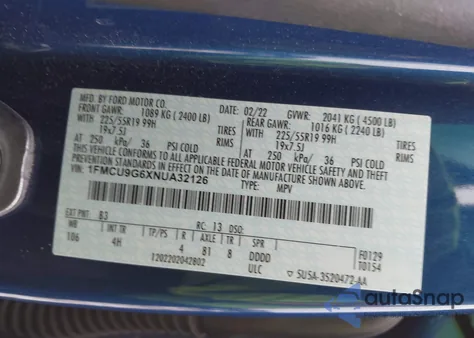 MFD. BY FORD MOTOR CO.
DATE: 02/22 GVWR: 2041 KG ( 4500 LB)
FRONT GAWR: 1089 KG ( 2400 LB) REAR GAWR: 1016 KG ( 2240 LB)
WITH 225/55R19 99H TIRES WITH 225/55R19 99H TIRES
19x7.5J RIMS 19x7.5J RIMS
AT 250 kPa/ 36 PSI COLD AT 250 kPa/ 36 PSI COLD
THIS VEHICLE CONFORMS TO ALL APPLICABLE FEDERAL MOTOR VEHICLE SAFETY, BUMPER, AND THEFT
PREVENTION STANDARDS IN EFFECT ON THE DATE OF MANUFACTURE SHOWN ABOVE.
VIN: 1FMCU9G6XNUA32126
TYPE: MPV
EXT PNT: B3 RC: 13 DSO: F0129
WB INT TR TP/PS R AXLE TR SPR T0154
106 4H 4 81 8 DDDD
1202202042802 ULC
5U5A-3520472-AA
autoSnap